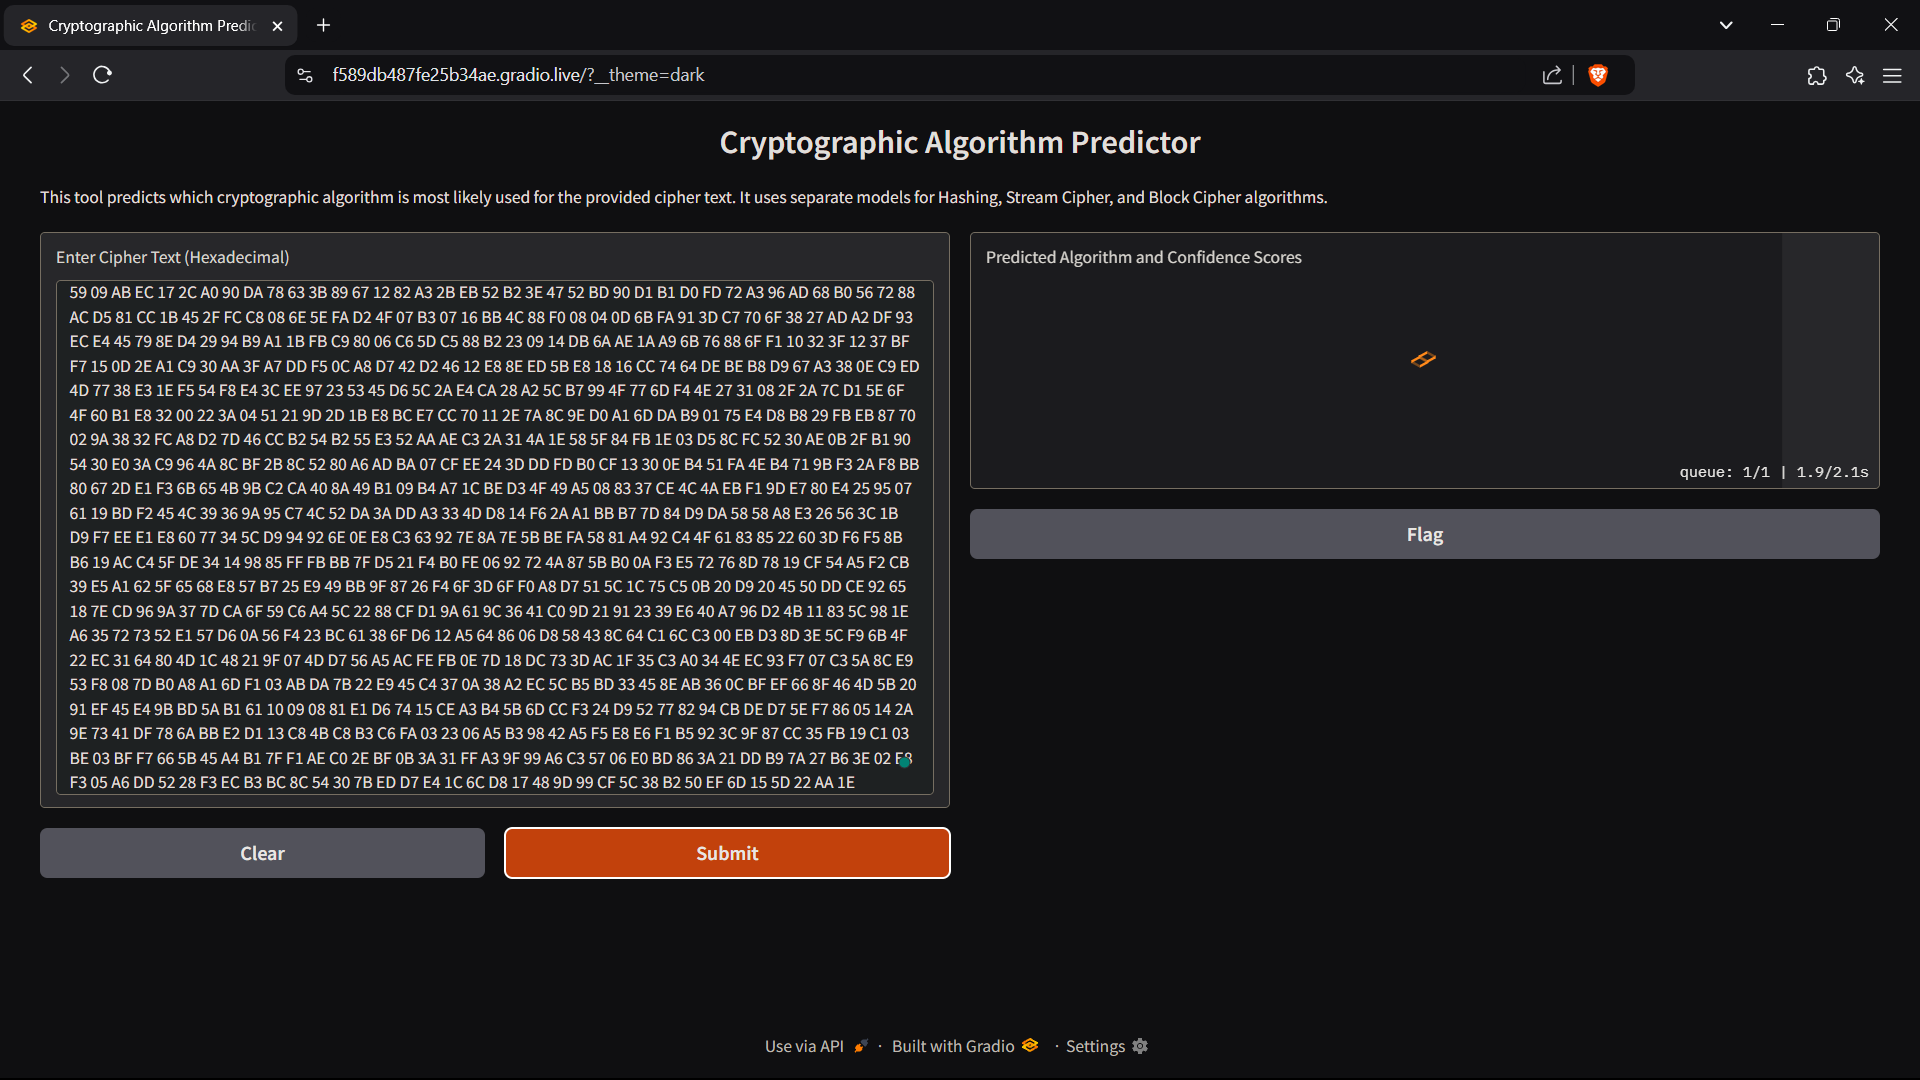 Cryptographic Algorithm Predic
f589db487fe25b34ae.gradio.live/?__theme=dark
Cryptographic Algorithm Predictor
This tool predicts which cryptographic algorithm is most likely used for the provided cipher text. It uses separate models for Hashing, Stream Cipher, and Block Cipher algorithms.
Enter Cipher Text (Hexadecimal)
59 09 AB EC 17 2C A0 90 DA 78 63 3B 89 67 12 82 A3 2B EB 52 B2 3E 47 52 BD 90 D1 B1 D0 FD 72 A3 96 AD 68 B0 56 72 88
AC D5 81 CC 1B 45 2F FC C8 08 6E 5E FA D2 4F 07 B3 07 16 BB 4C 88 F0 08 04 0D 6B FA 91 3D C7 70 6F 38 27 AD A2 DF 93
EC E4 45 79 8E D4 29 94 B9 A1 1B FB C9 80 06 C6 5D C5 88 B2 23 09 14 DB 6A AE 1A A9 6B 76 88 6F F1 10 32 3F 12 37 BF
F7 15 0D 2E A1 C9 30 AA 3F A7 DD F5 0C A8 D7 42 D2 46 12 E8 8E ED 5B E8 18 16 CC 74 64 DE BE B8 D9 67 A3 38 0E C9 ED
4D 77 38 E3 1E F5 54 F8 E4 3C EE 97 23 53 45 D6 5C 2A E4 CA 28 A2 5C B7 99 4F 77 6D F4 4E 27 31 08 2F 2A 7C D1 5E 6F
4F 60 B1 E8 32 00 22 3A 04 51 21 9D 2D 1B E8 BC E7 CC 70 11 2E 7A 8C 9E D0 A1 6D DA B9 01 75 E4 D8 B8 29 FB EB 87 70
02 9A 38 32 FC A8 D2 7D 46 CC B2 54 B2 55 E3 52 AA AE C3 2A 31 4A 1E 58 5F 84 FB 1E 03 D5 8C FC 52 30 AE 0B 2F B1 90
54 30 E0 3A C9 96 4A 8C BF 2B 8C 52 80 A6 AD BA 07 CF EE 24 3D DD FD B0 CF 13 30 0E B4 51 FA 4E B4 71 9B F3 2A F8 BB
80 67 2D E1 F3 6B 65 4B 9B C2 CA 40 8A 49 B1 09 B4 A7 1C BE D3 4F 49 A5 08 83 37 CE 4C 4A EB F1 9D E7 80 E4 25 95 07
61 19 BD F2 45 4C 39 36 9A 95 C7 4C 52 DA 3A DD A3 33 4D D8 14 F6 2A A1 BB B7 7D 84 D9 DA 58 58 A8 E3 26 56 3C 1B
D9 F7 EE E1 E8 60 77 34 5C D9 94 92 6E 0E E8 C3 63 92 7E 8A 7E 5B BE FA 58 81 A4 92 C4 4F 61 83 85 22 60 3D F6 F5 8B
B6 19 AC C4 5F DE 34 14 98 85 FF FB BB 7F D5 21 F4 B0 FE 06 92 72 4A 87 5B B0 0A F3 E5 72 76 8D 78 19 CF 54 A5 F2 CB
39 E5 A1 62 5F 65 68 E8 57 B7 25 E9 49 BB 9F 87 26 F4 6F 3D 6F F0 A8 D7 51 5C 1C 75 C5 0B 20 D9 20 45 50 DD CE 92 65
18 7E CD 96 9A 37 7D CA 6F 59 C6 A4 5C 22 88 CF D1 9A 61 9C 36 41 C0 9D 21 91 23 39 E6 40 A7 96 D2 4B 11 83 5C 98 1E
A6 35 72 73 52 E1 57 D6 0A 56 F4 23 BC 61 38 6F D6 12 A5 64 86 06 D8 58 43 8C 64 C1 6C C3 00 EB D3 8D 3E 5C F9 6B 4F
22 EC 31 64 80 4D 1C 48 21 9F 07 4D D7 56 A5 AC FE FB 0E 7D 18 DC 73 3D AC 1F 35 C3 A0 34 4E EC 93 F7 07 C3 5A 8C E9
53 F8 08 7D B0 A8 A1 6D F1 03 AB DA 7B 22 E9 45 C4 37 0A 38 A2 EC 5C B5 BD 33 45 8E AB 36 0C BF EF 66 8F 46 4D 5B 20
91 EF 45 E4 9B BD 5A B1 61 10 09 08 81 E1 D6 74 15 CE A3 B4 5B 6D CC F3 24 D9 52 77 82 94 CB DE D7 5E F7 86 05 14 2A
9E 73 41 DF 78 6A BB E2 D1 13 C8 4B C8 B3 C6 FA 03 23 06 A5 B3 98 42 A5 F5 E8 E6 F1 B5 92 3C 9F 87 CC 35 FB 19 C1 03
BE 03 BF F7 66 5B 45 A4 B1 7F F1 AE C0 2E BF 0B 3A 31 FF A3 9F 99 A6 C3 57 06 E0 BD 86 3A 21 DD B9 7A 27 B6 3E 02
F3 05 A6 DD 52 28 F3 EC B3 BC 8C 54 30 7B ED D7 E4 1C 6C D8 17 48 9D 99 CF 5C 38 B2 50 EF 6D 15 5D 22 AA 1E
Predicted Algorithm and Confidence Scores
queue: 1/1 | 1.9/2.1s
Flag
Clear
Submit
Use via API · Built with Gradio · Settings